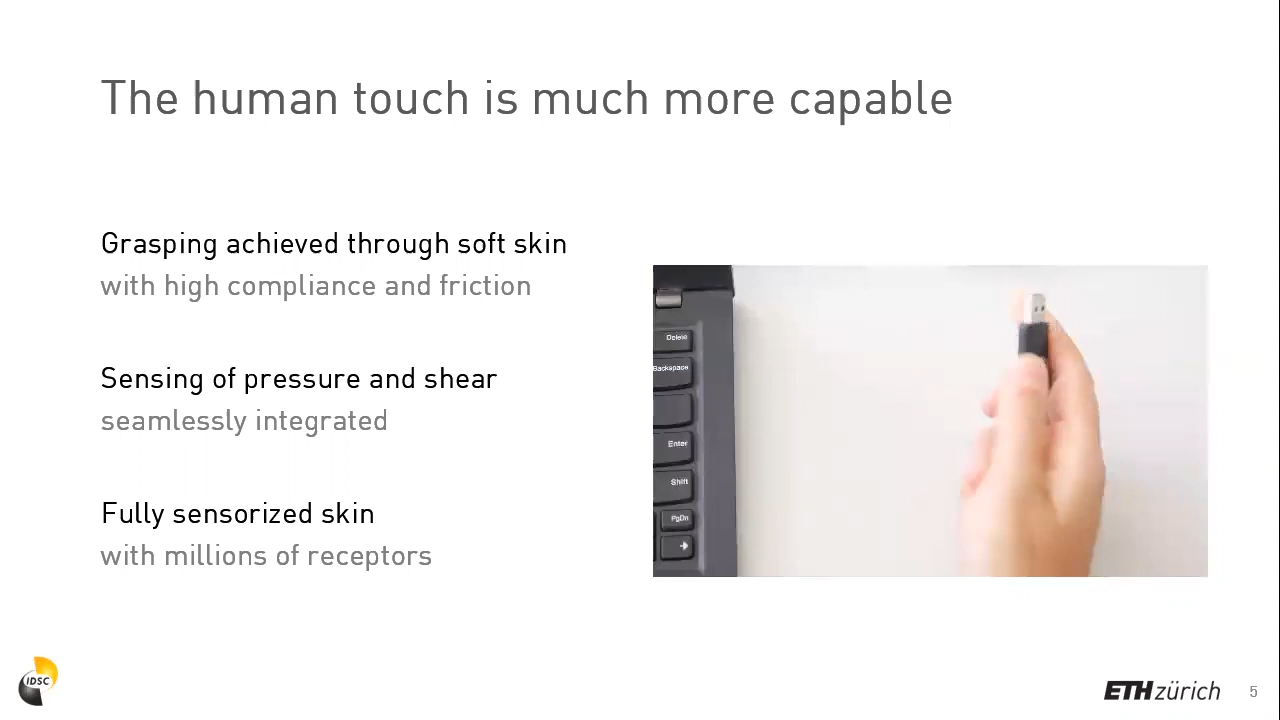 The human touch is much more capable
Grasping achieved through soft skin
with high compliance and friction
Sensing of pressure and shear
seamlessly integrated
Fully sensorized skin
with millions of receptors
Delete
Backspace
Enter
Shift
PgDn
IDSC
ETH zürich
5